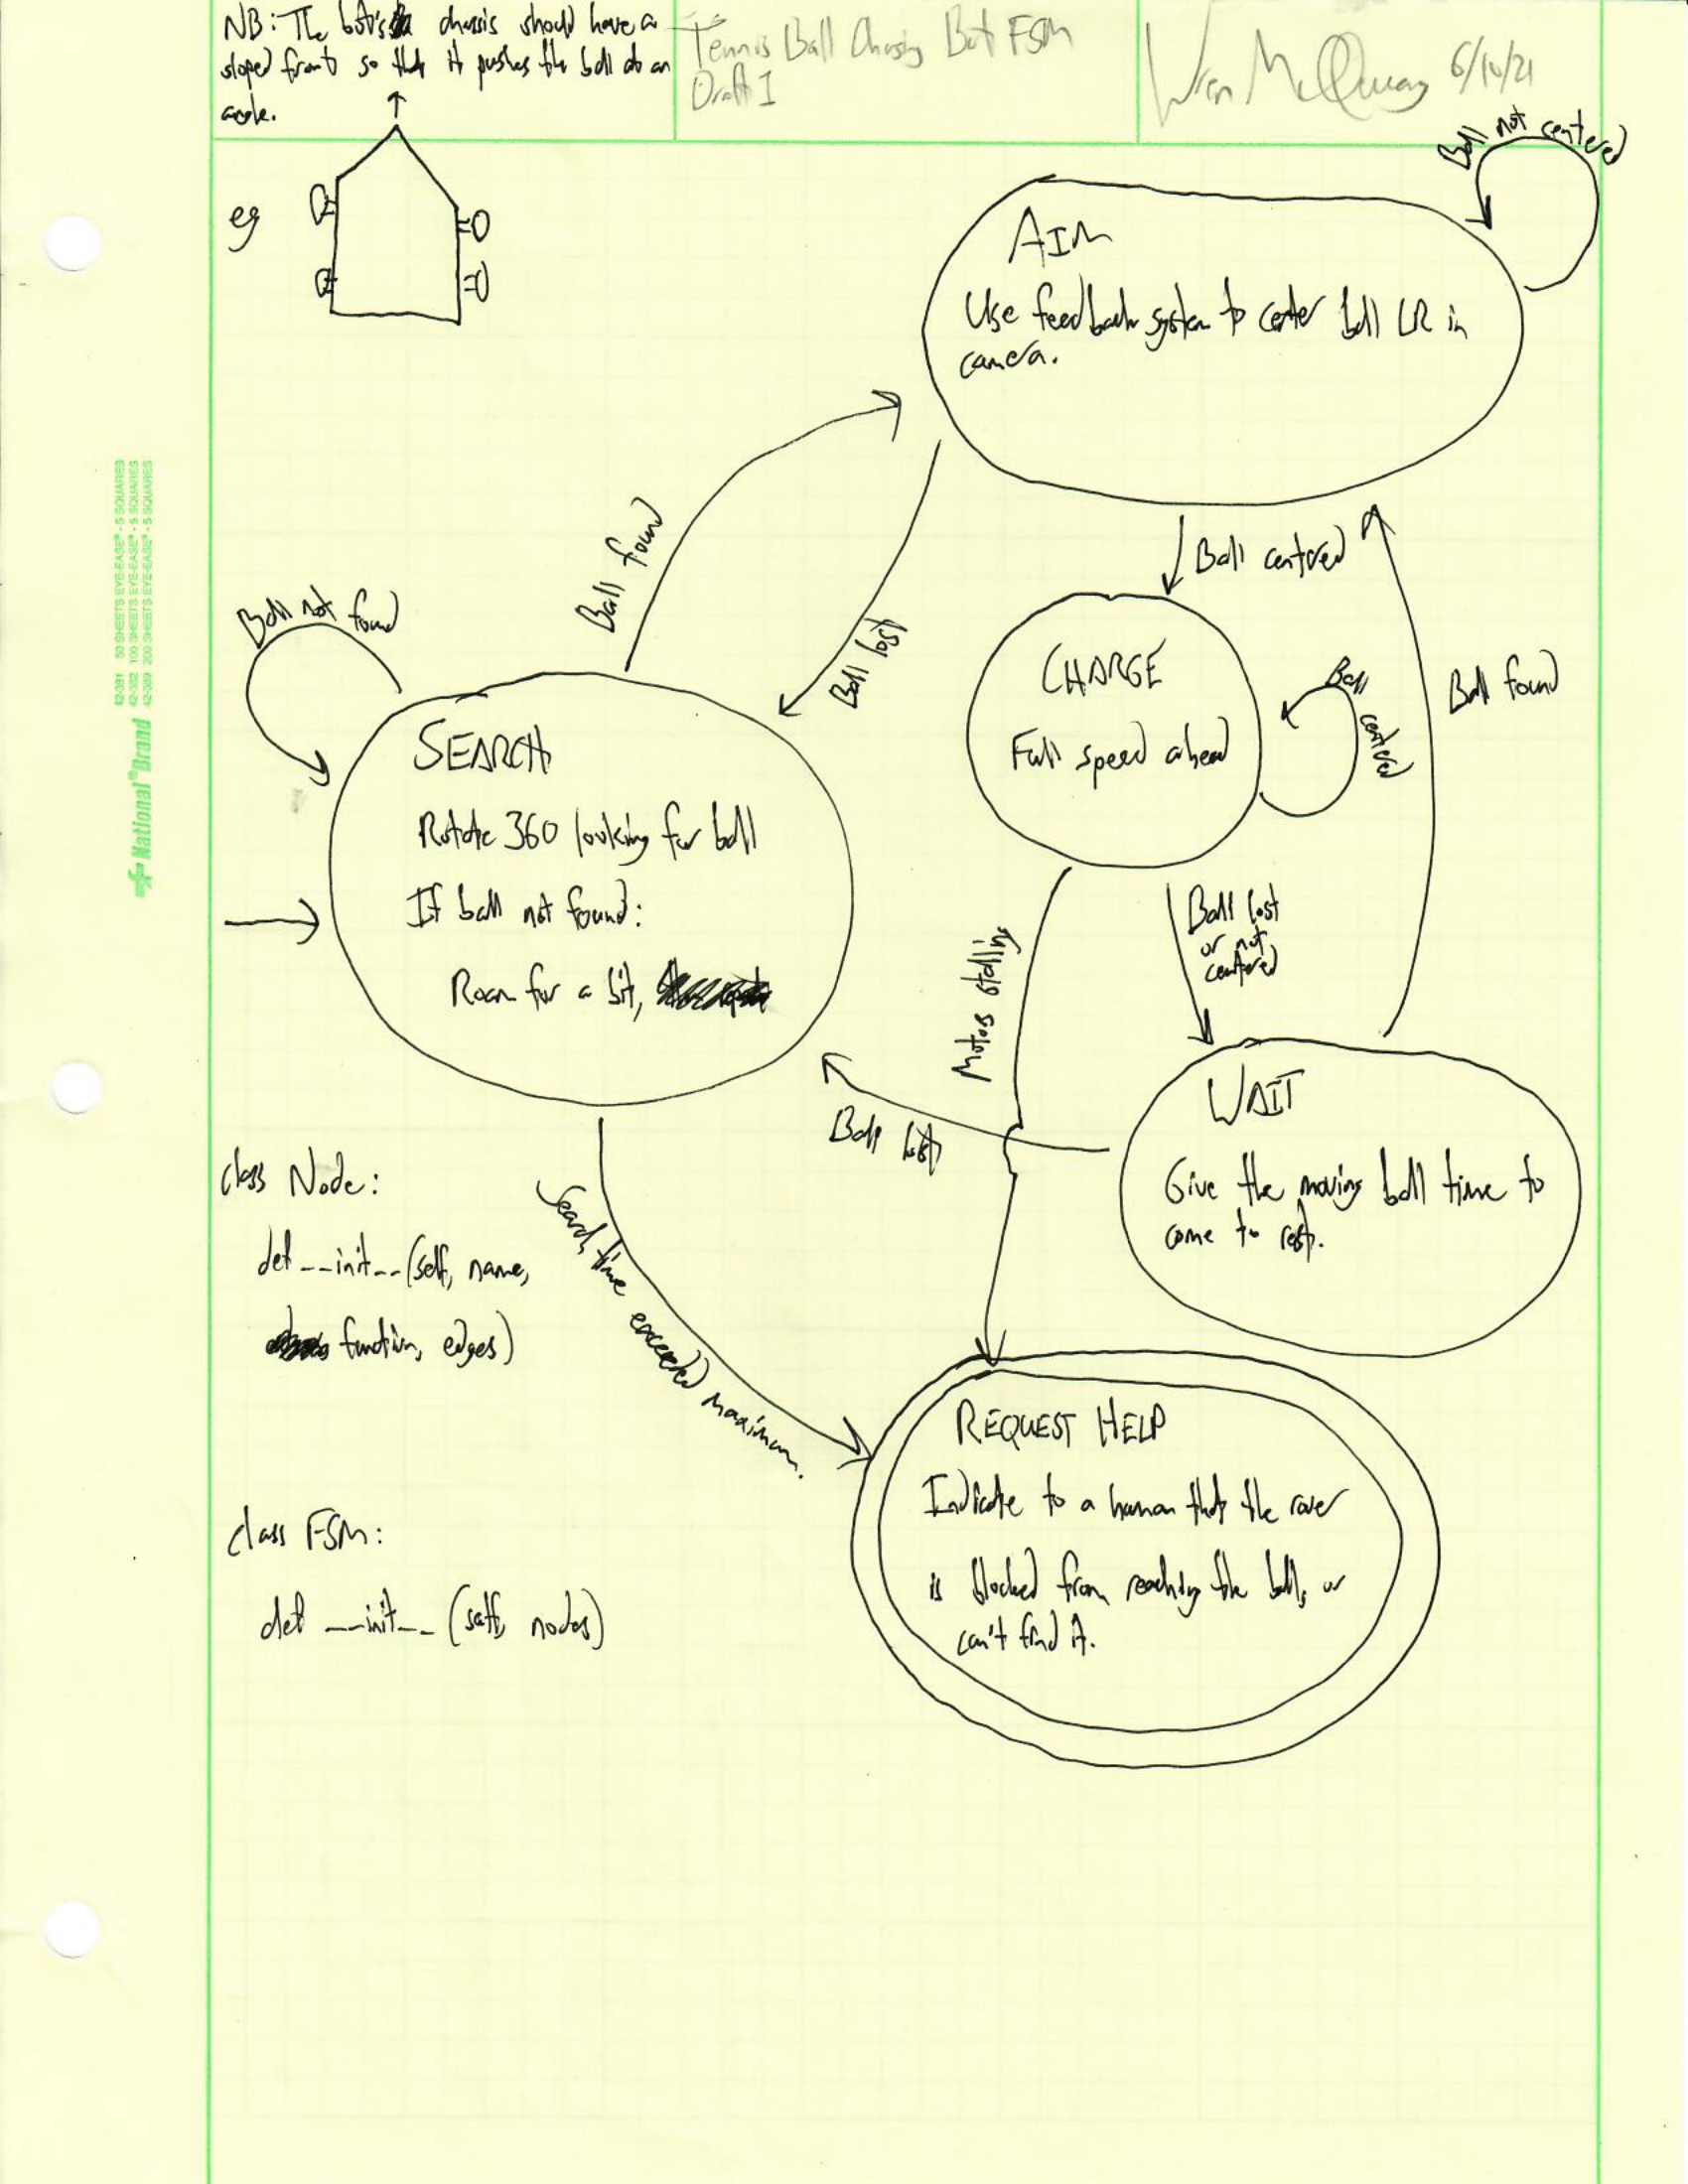 NB: The bot's chassis should have a
sloped front so that it pushes the ball at an
angle.
Tennis Ball Chasing Bot FSM
Draft I
McQuay 6/10/21
eg
Ball not centered
AIM
Use feedback system to center ball LR in
camera.
Ball found
Ball lost
Ball centered
Ball found
Ball not found
CHARGE
Full speed ahead
Ball
centered
SEARCH
Rotate 360 looking for ball
If ball not found:
Roam for a bit,
Ball lost
or not
centered
Motors stalling
Ball lost
WAIT
Give the moving ball time to
come to rest.
Search time exceeded maximum.
class Node:
def __init__(self, name,
function, edges)
REQUEST HELP
Indicate to a human that the rover
is blocked from reaching the ball, or
can't find it.
class FSM:
def __init__ (self, nodes)
42-381 50 SHEETS EYE-EASE® - 5 SQUARES
42-382 100 SHEETS EYE-EASE® - 5 SQUARES
42-389 200 SHEETS EYE-EASE® - 5 SQUARES
National®Brand